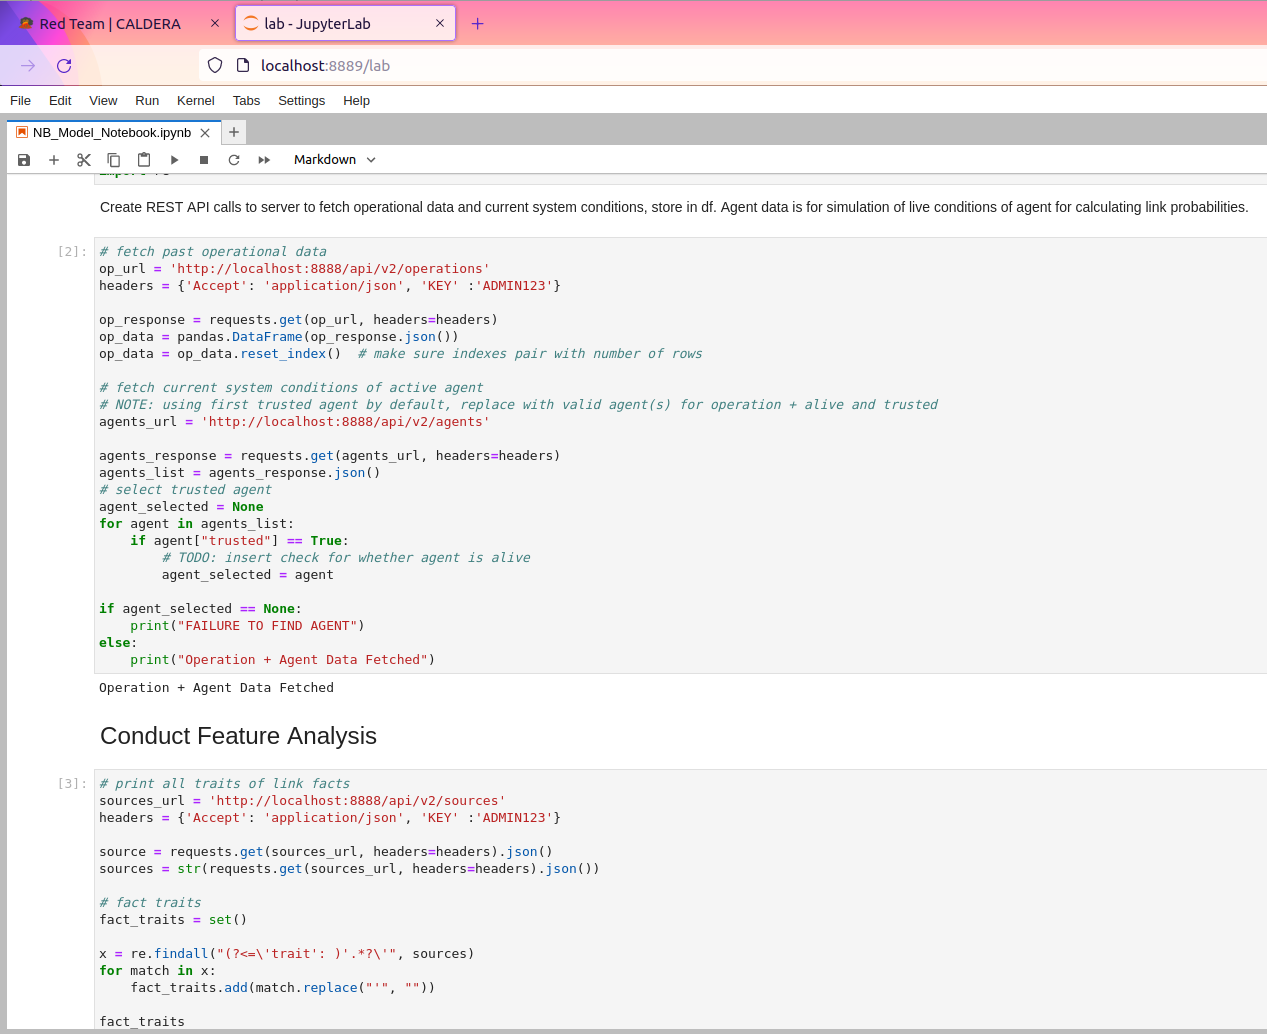 Red Team | CALDERA
lab - JupyterLab
localhost:8889/lab
File Edit View Run Kernel Tabs Settings Help
NB_Model_Notebook.ipynb
Markdown
Create REST API calls to server to fetch operational data and current system conditions, store in df. Agent data is for simulation of live conditions of agent for calculating link probabilities.
[2]:
# fetch past operational data
op_url = 'http://localhost:8888/api/v2/operations'
headers = {'Accept': 'application/json', 'KEY' :'ADMIN123'}
op_response = requests.get(op_url, headers=headers)
op_data = pandas.DataFrame(op_response.json())
op_data = op_data.reset_index()  # make sure indexes pair with number of rows
# fetch current system conditions of active agent
# NOTE: using first trusted agent by default, replace with valid agent(s) for operation + alive and trusted
agents_url = 'http://localhost:8888/api/v2/agents'
agents_response = requests.get(agents_url, headers=headers)
agents_list = agents_response.json()
# select trusted agent
agent_selected = None
for agent in agents_list:
    if agent["trusted"] == True:
        # TODO: insert check for whether agent is alive
        agent_selected = agent
if agent_selected == None:
    print("FAILURE TO FIND AGENT")
else:
    print("Operation + Agent Data Fetched")
Operation + Agent Data Fetched
Conduct Feature Analysis
[3]:
# print all traits of link facts
sources_url = 'http://localhost:8888/api/v2/sources'
headers = {'Accept': 'application/json', 'KEY' :'ADMIN123'}
source = requests.get(sources_url, headers=headers).json()
sources = str(requests.get(sources_url, headers=headers).json())
# fact traits
fact_traits = set()
x = re.findall("(?<=\'trait': )'.*?\'", sources)
for match in x:
    fact_traits.add(match.replace("'", ""))
fact_traits